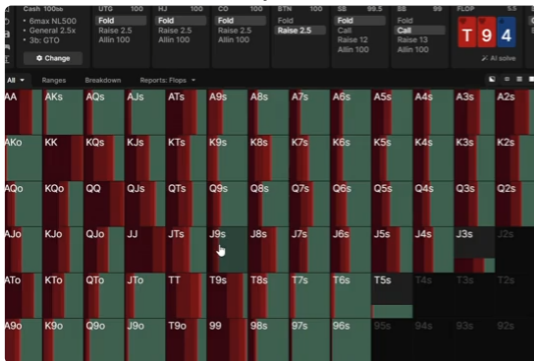 Cash 100bb
UTG 100
HJ 100
CO 100
BTN 100
SB 99.5
BB 99
FLOP 5.5
• 6max NL500
• General 2.5x
• 3b: GTO
Change
Fold
Raise 2.5
Allin 100
Fold
Raise 2.5
Allin 100
Fold
Raise 2.5
Allin 100
Fold
Raise 2.5
Fold
Call
Raise 12
Allin 100
Fold
Call
Raise 13
Allin 100
T 9 4
AI solve
All Ranges Breakdown Reports: Flops
AA AKs AQs AJs ATs A9s A8s A7s A6s A5s A4s A3s A2s
AKo KK KQs KJs KTs K9s K8s K7s K6s K5s K4s K3s K2s
AQo KQo QQ QJs QTs Q9s Q8s Q7s Q6s Q5s Q4s Q3s Q2s
AJo KJo QJo JJ JTs J9s J8s J7s J6s J5s J4s J3s J2s
ATo KTo QTo JTo TT T9s T8s T7s T6s T5s T4s T3s T2s
A9o K9o Q9o J9o T9o 99 98s 97s 96s 95s 94s 93s 92s